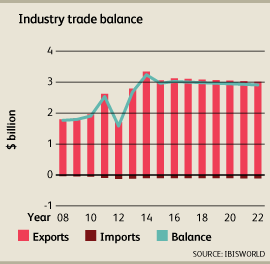 Industry trade balance
$ billion
4
3
2
1
0
-1
Year 08 10 12 14 16 18 20 22
Exports Imports Balance
SOURCE: IBISWORLD